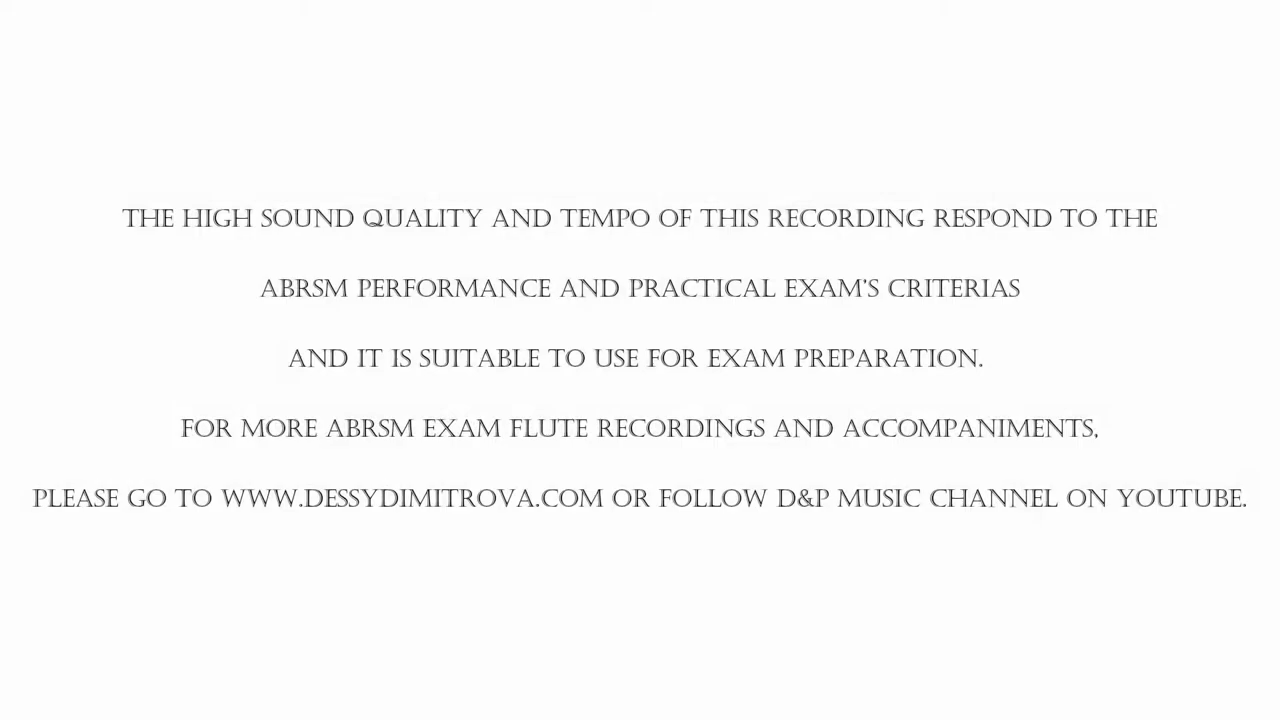 THE HIGH SOUND QUALITY AND TEMPO OF THIS RECORDING RESPOND TO THE
ABRSM PERFORMANCE AND PRACTICAL EXAM'S CRITERIAS
AND IT IS SUITABLE TO USE FOR EXAM PREPARATION.
FOR MORE ABRSM EXAM FLUTE RECORDINGS AND ACCOMPANIMENTS,
PLEASE GO TO WWW.DESSYDIMITROVA.COM OR FOLLOW D&P MUSIC CHANNEL ON YOUTUBE.